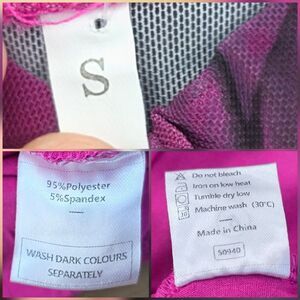 S
95%Polyester
5%Spandex
WASH DARK COLOURS
SEPARATELY
Do not bleach
Iron on low heat
Tumble dry low
Machine wash (30℃)
Made in China
50940